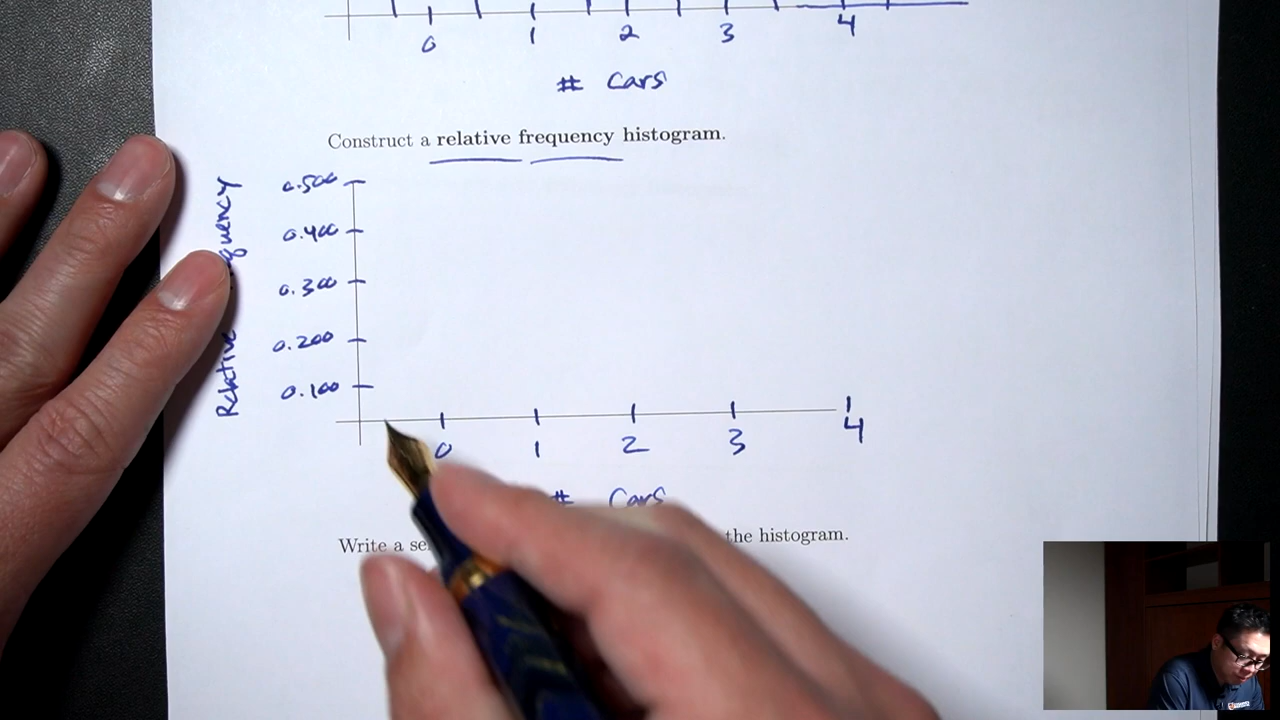 0 1 2 3 4
# Cars
Construct a relative frequency histogram.
Relative
0.500
0.400
0.300
0.200
0.100
0 1 2 3 4
# Cars
Write a
the histogram.